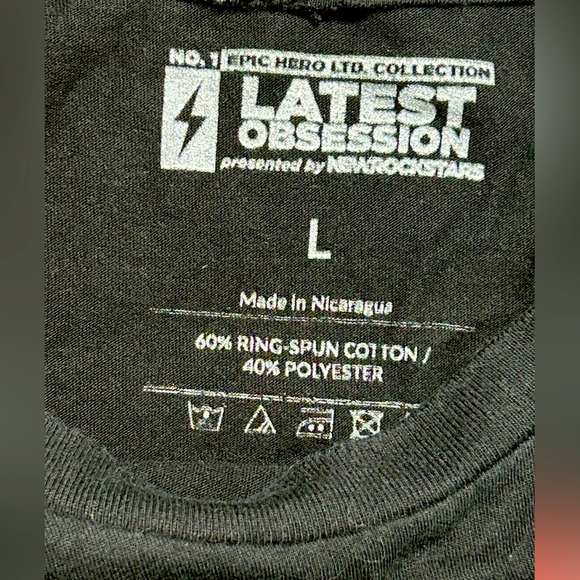 NO. 1 EPIC HERO LTD. COLLECTION
LATEST
OBSESSION
presented by NEWROCKSTARS
L
Made in Nicaragua
60% RING-SPUN COTTON /
40% POLYESTER